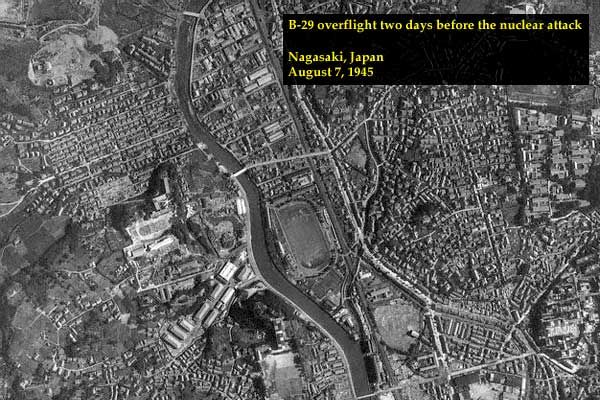 B-29 overflight two days before the nuclear attack
Nagasaki, Japan
August 7, 1945